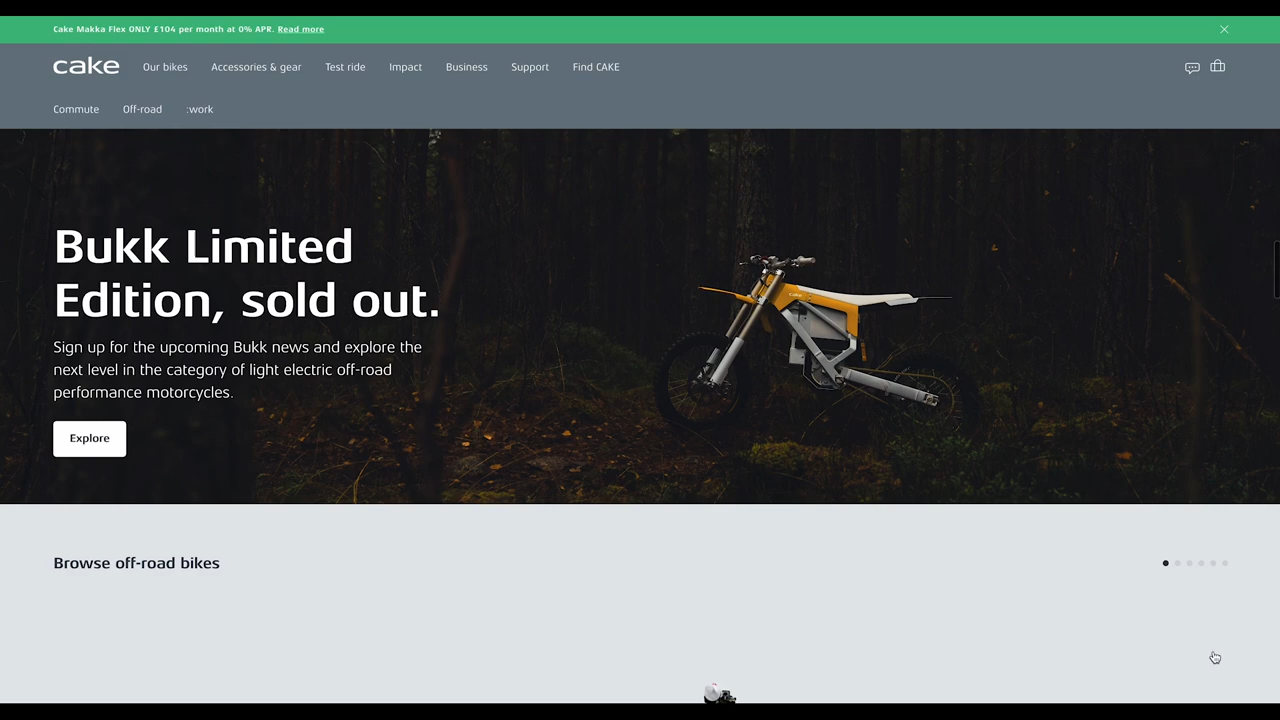 Cake Makka Flex ONLY £104 per month at 0% APR. Read more
cake
Our bikes
Accessories & gear
Test ride
Impact
Business
Support
Find CAKE
Commute
Off-road
:work
Bukk Limited
Edition, sold out.
Sign up for the upcoming Bukk news and explore the
next level in the category of light electric off-road
performance motorcycles.
Explore
Browse off-road bikes